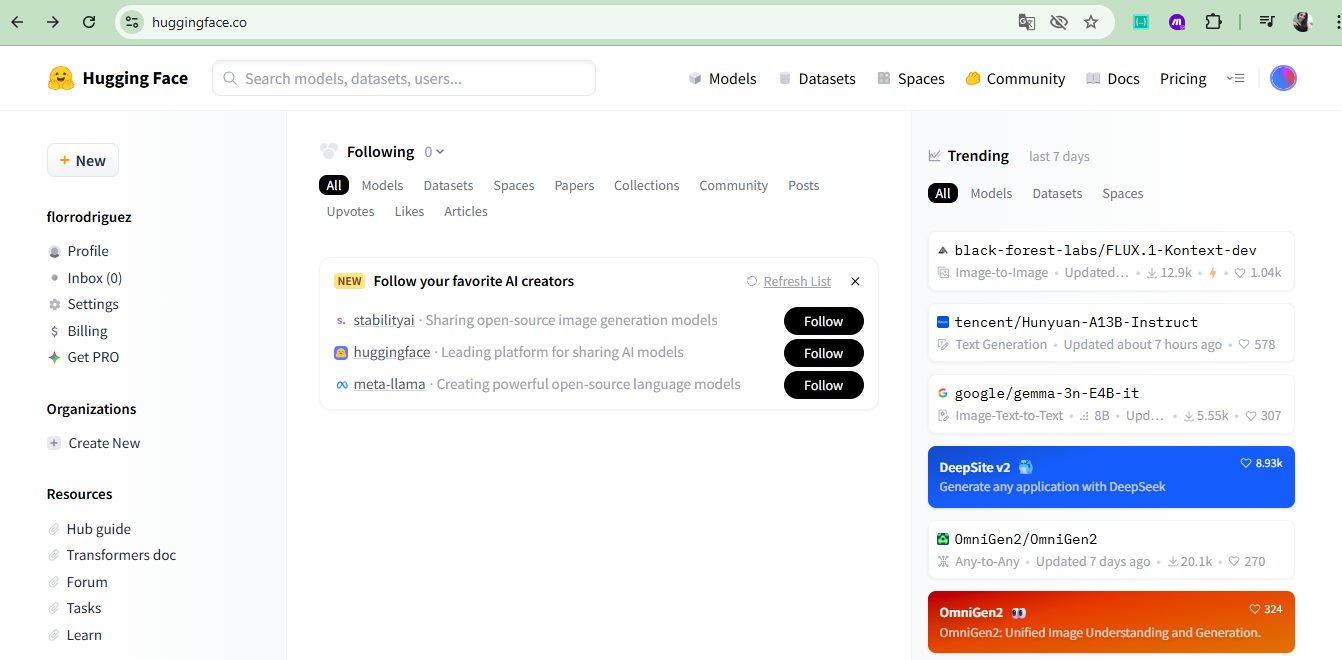 huggingface.co
Hugging Face
Search models, datasets, users...
Models
Datasets
Spaces
Community
Docs
Pricing
+ New
florrodriguez
Profile
Inbox (0)
Settings
$ Billing
Get PRO
Organizations
+ Create New
Resources
Hub guide
Transformers doc
Forum
Tasks
Learn
Following 0
All Models Datasets Spaces Papers Collections Community Posts
Upvotes Likes Articles
NEW Follow your favorite AI creators Refresh List
s. stabilityai · Sharing open-source image generation models Follow
huggingface · Leading platform for sharing AI models Follow
meta-llama · Creating powerful open-source language models Follow
Trending last 7 days
All Models Datasets Spaces
black-forest-labs/FLUX.1-Kontext-dev
Image-to-Image • Updated… • 12.9k • 1.04k
tencent/Hunyuan-A13B-Instruct
Text Generation • Updated about 7 hours ago • 578
google/gemma-3n-E4B-it
Image-Text-to-Text • 8B • Upd… • 5.55k • 307
DeepSite v2 🐳 8.93k
Generate any application with DeepSeek
OmniGen2/OmniGen2
Any-to-Any • Updated 7 days ago • 20.1k • 270
OmniGen2 👀 324
OmniGen2: Unified Image Understanding and Generation.